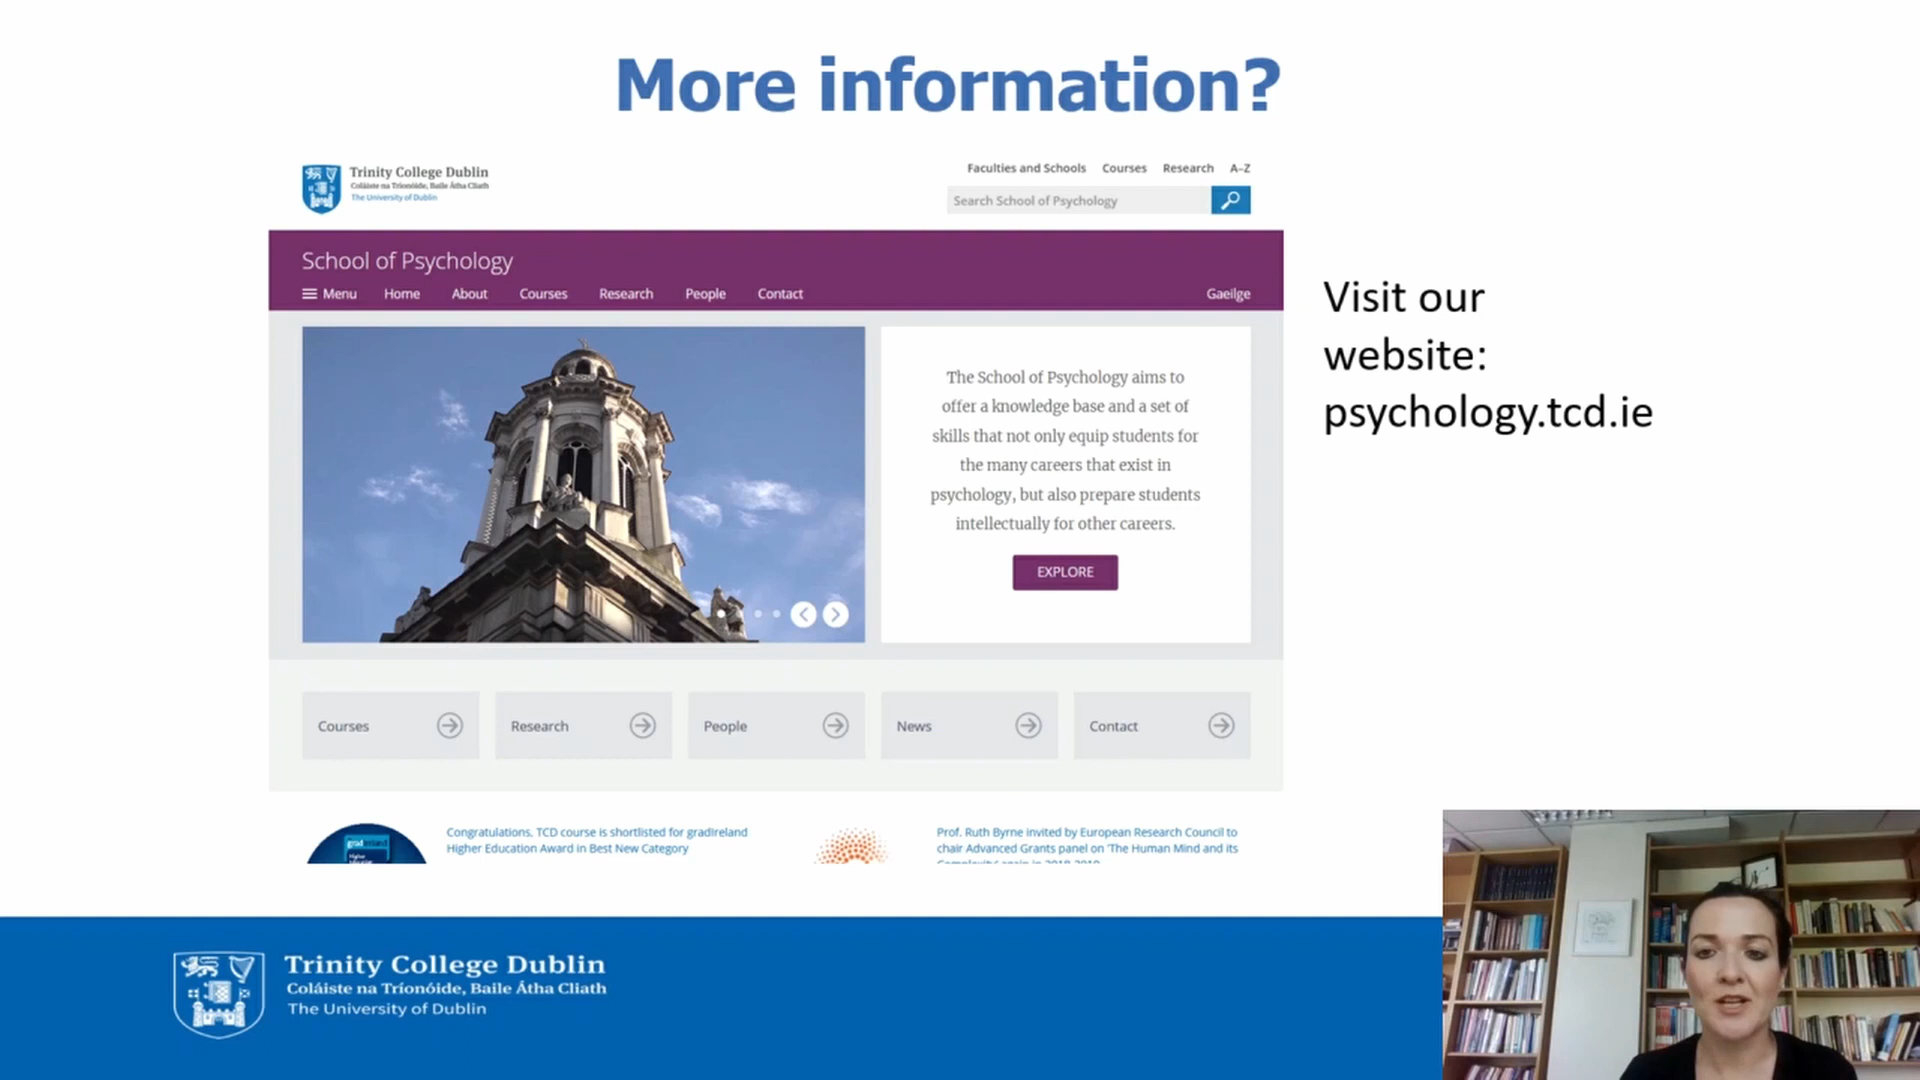 More information?
Trinity College Dublin
Coláiste na Tríonóide, Baile Átha Cliath
The University of Dublin
Faculties and Schools Courses Research A–Z
Search School of Psychology
School of Psychology
Menu Home About Courses Research People Contact Gaeilge
The School of Psychology aims to
offer a knowledge base and a set of
skills that not only equip students for
the many careers that exist in
psychology, but also prepare students
intellectually for other careers.
EXPLORE
Visit our
website:
psychology.tcd.ie
Courses Research People News Contact
gradireland
Congratulations, TCD course is shortlisted for gradIreland
Higher Education Award in Best New Category
Prof. Ruth Byrne invited by European Research Council to
chair Advanced Grants panel on 'The Human Mind and its
Trinity College Dublin
Coláiste na Tríonóide, Baile Átha Cliath
The University of Dublin